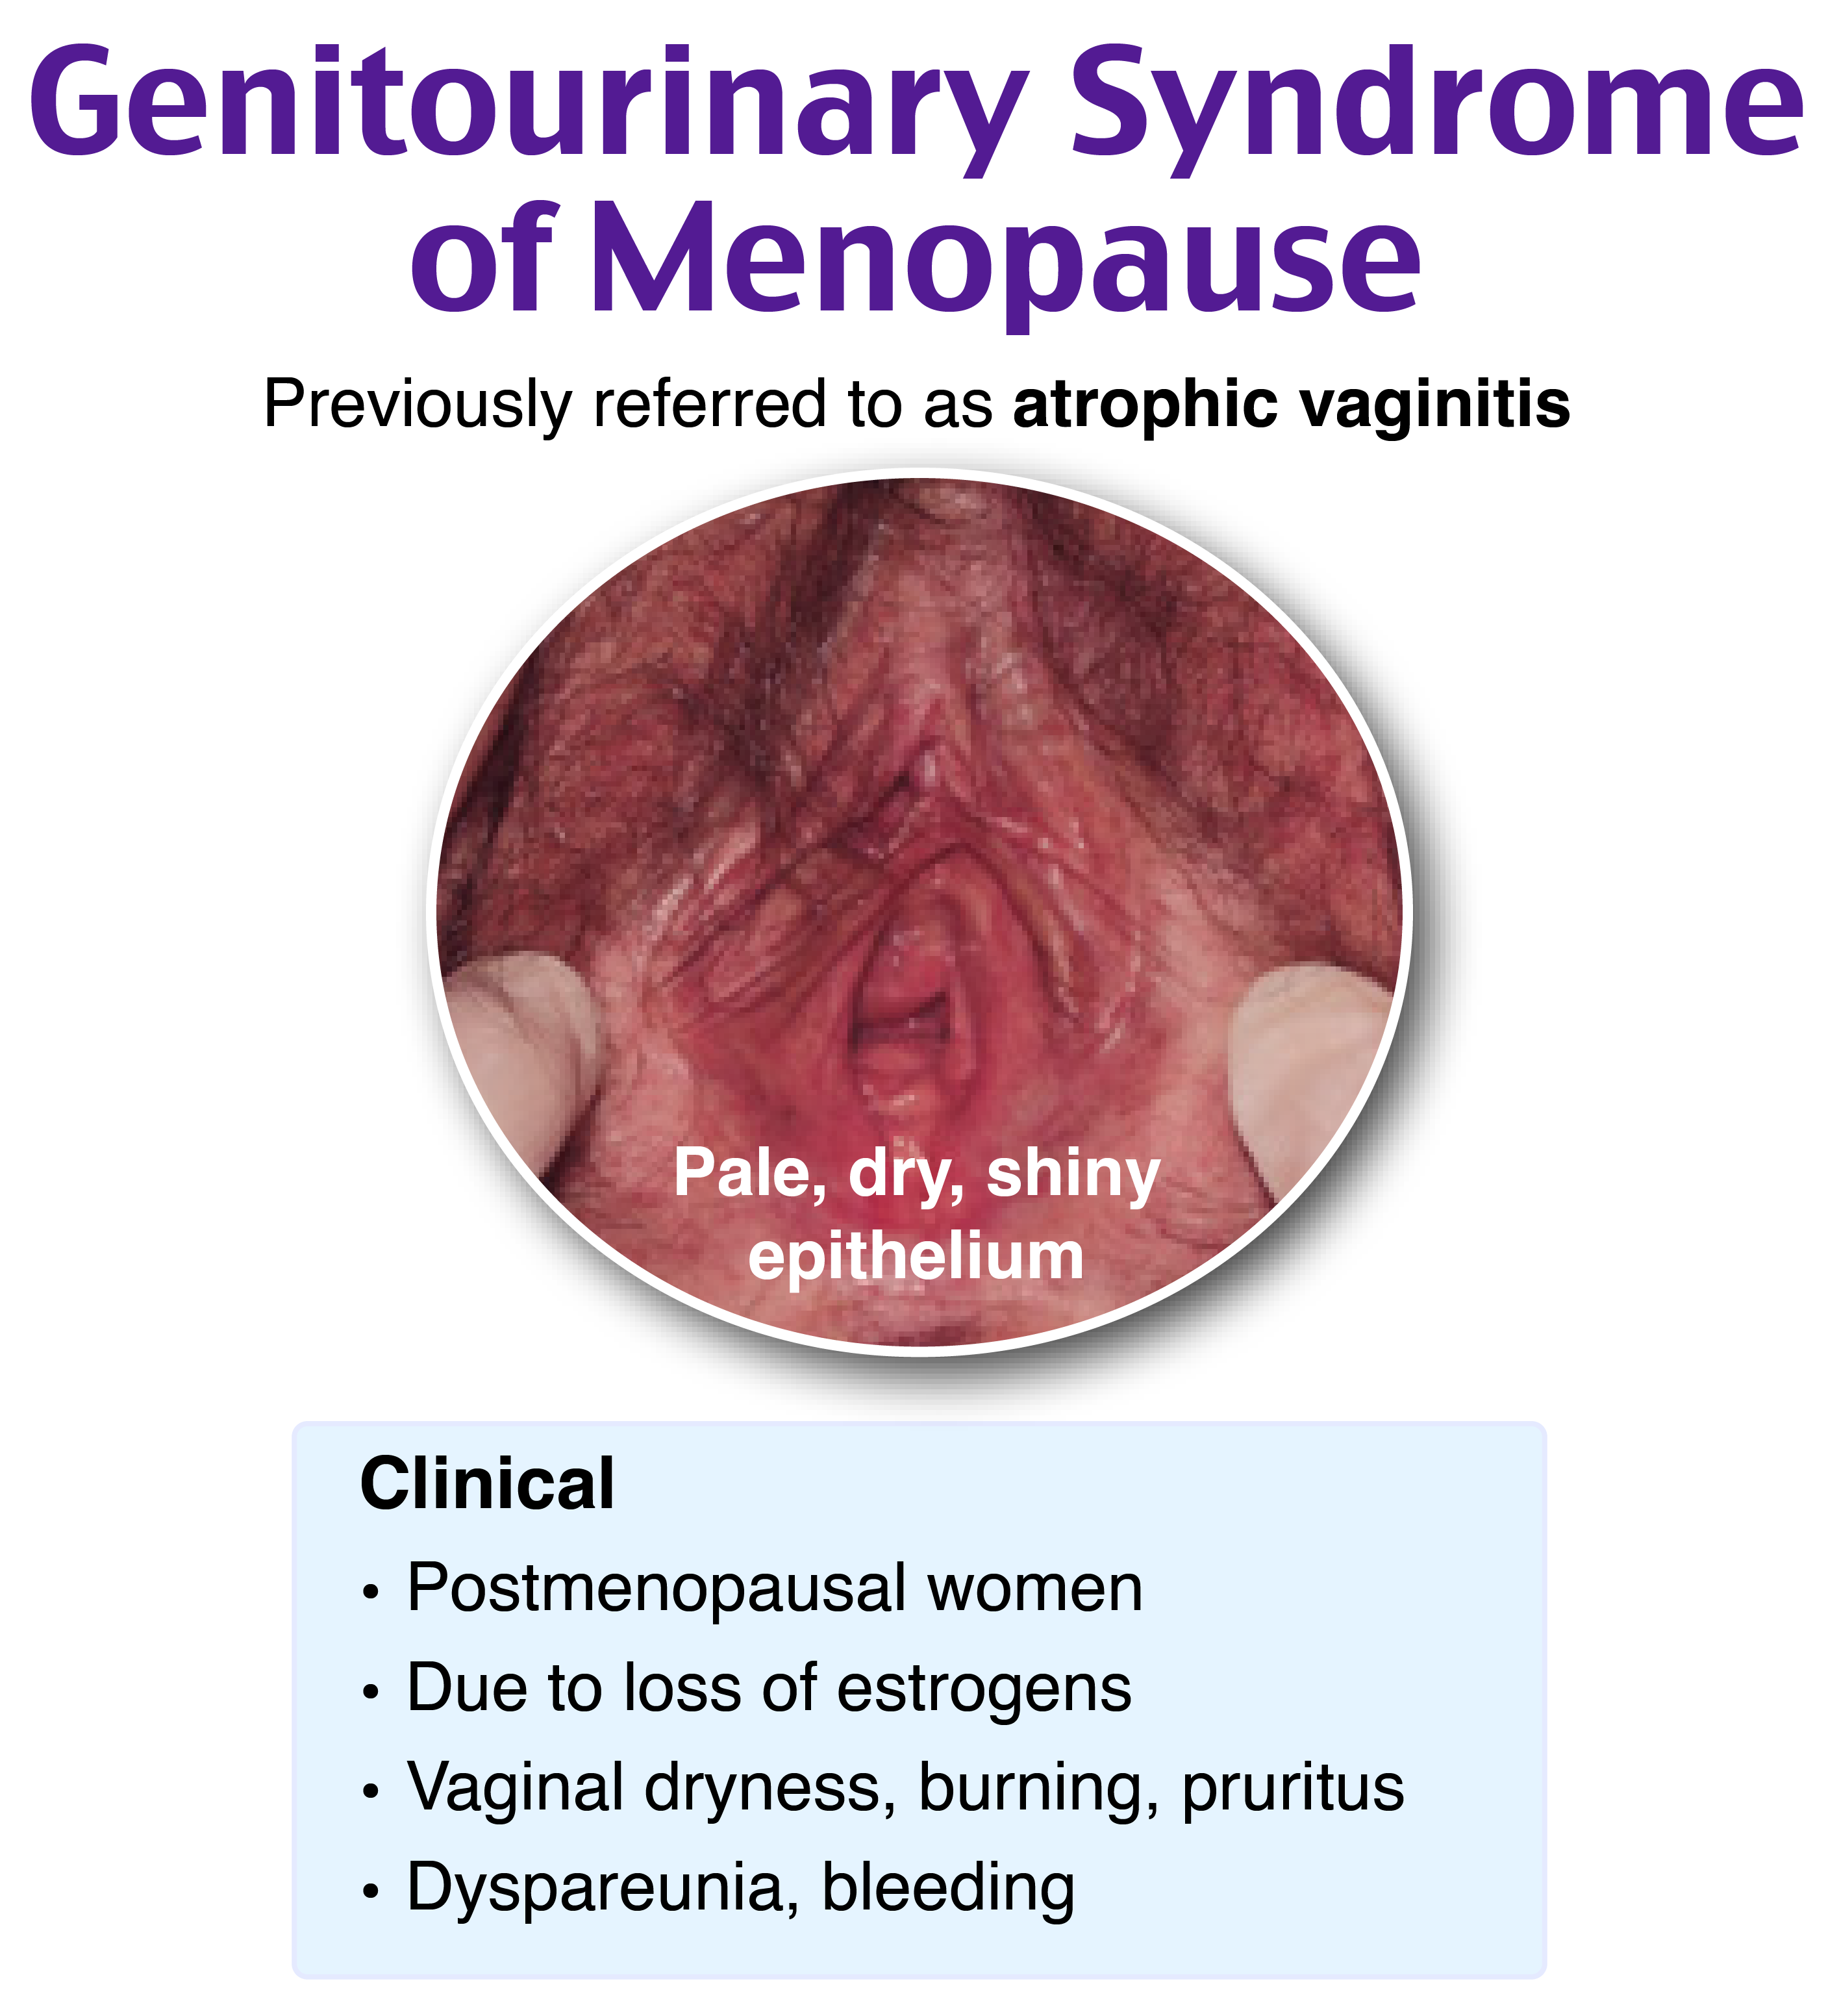 Genitourinary Syndrome
of Menopause
Previously referred to as atrophic vaginitis
Pale, dry, shiny
epithelium
Clinical
• Postmenopausal women
• Due to loss of estrogens
• Vaginal dryness, burning, pruritus
• Dyspareunia, bleeding